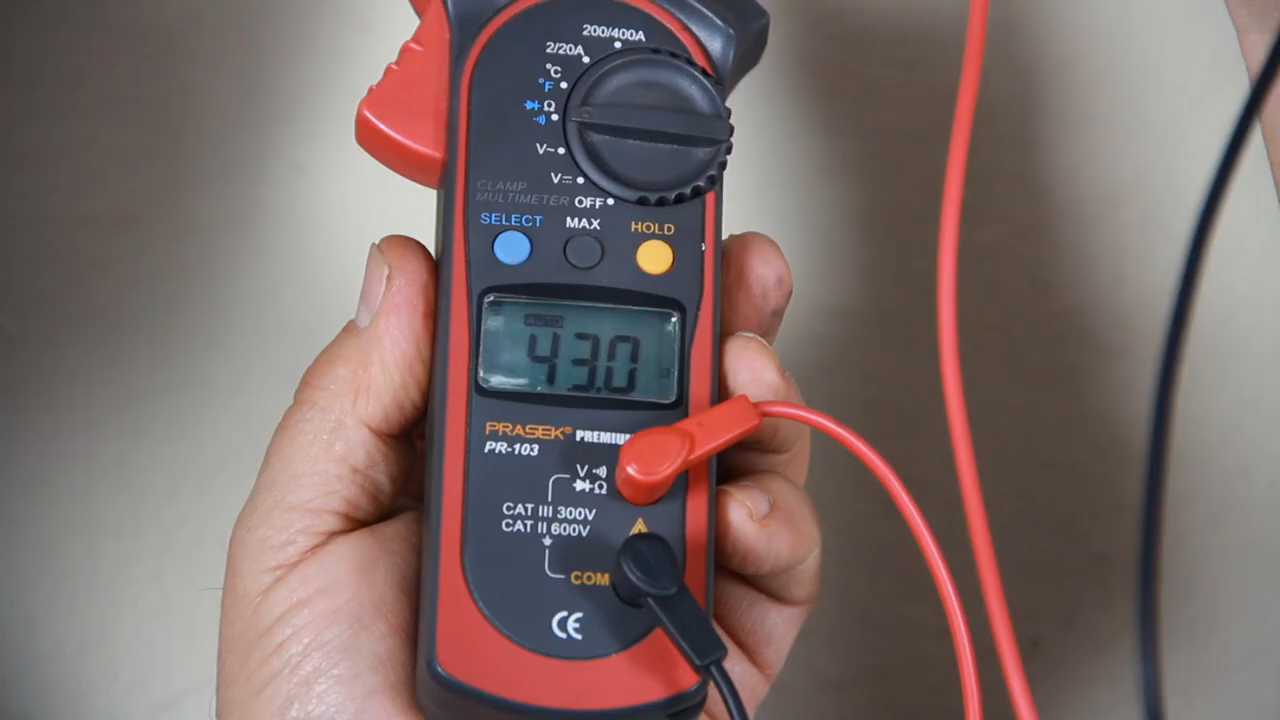 200/400A
2/20A
°C
°F
Ω
V~
V⎓
OFF
CLAMP
MULTIMETER
SELECT
MAX
HOLD
AUTO
43.0
PRASEK® PREMIUM
PR-103
V
Ω
CAT III 300V
CAT II 600V
COM
CE